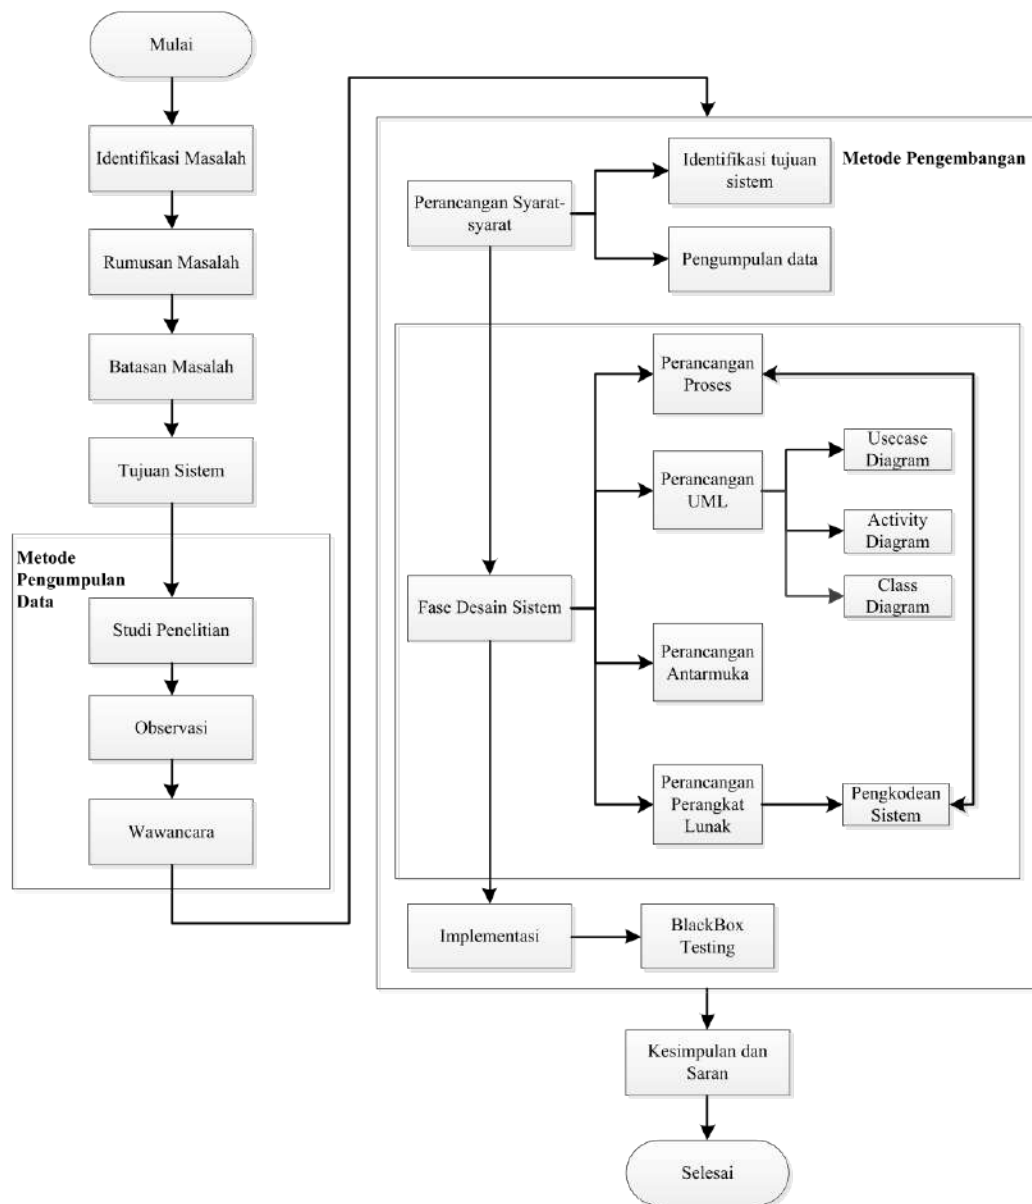 Mulai
Identifikasi Masalah
Rumusan Masalah
Batasan Masalah
Tujuan Sistem
Metode
Pengumpulan
Data
Studi Penelitian
Observasi
Wawancara
Metode Pengembangan
Perancangan Syarat-
syarat
Identifikasi tujuan
sistem
Pengumpulan data
Fase Desain Sistem
Perancangan
Proses
Perancangan
UML
Usecase
Diagram
Activity
Diagram
Class
Diagram
Perancangan
Antarmuka
Perancangan
Perangkat
Lunak
Pengkodean
Sistem
Implementasi
BlackBox
Testing
Kesimpulan dan
Saran
Selesai